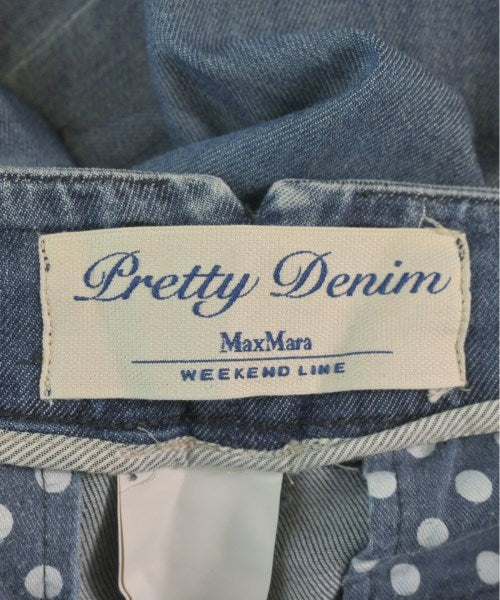 Pretty Denim
MaxMara
WEEKEND LINE